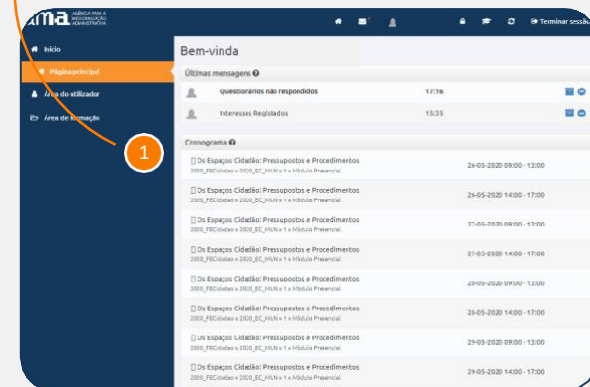 ama AGÊNCIA PARA A MODERNIZAÇÃO ADMINISTRATIVA
Terminar sessão
Início
Página principal
Área do utilizador
Área de formação
1
Bem-vinda
Últimas mensagens
Questionários não respondidos 17:16
Interesses Registados 15:35
Cronograma
Os Espaços Cidadão: Pressupostos e Procedimentos
2020_FECidadao » 2020_EC_MUN » 1 » Módulo Presencial
26-05-2020 09:00 - 13:00
Os Espaços Cidadão: Pressupostos e Procedimentos
2020_FECidadao » 2020_EC_MUN » 1 » Módulo Presencial
26-05-2020 14:00 - 17:00
Os Espaços Cidadão: Pressupostos e Procedimentos
2020_FECidadao » 2020_EC_MUN » 1 » Módulo Presencial
27-05-2020 09:00 - 13:00
Os Espaços Cidadão: Pressupostos e Procedimentos
2020_FECidadao » 2020_EC_MUN » 1 » Módulo Presencial
27-05-2020 14:00 - 17:00
Os Espaços Cidadão: Pressupostos e Procedimentos
2020_FECidadao » 2020_EC_MUN » 1 » Módulo Presencial
28-05-2020 09:00 - 13:00
Os Espaços Cidadão: Pressupostos e Procedimentos
2020_FECidadao » 2020_EC_MUN » 1 » Módulo Presencial
28-05-2020 14:00 - 17:00
Os Espaços Cidadão: Pressupostos e Procedimentos
2020_FECidadao » 2020_EC_MUN » 1 » Módulo Presencial
29-05-2020 09:00 - 13:00
Os Espaços Cidadão: Pressupostos e Procedimentos
2020_FECidadao » 2020_EC_MUN » 1 » Módulo Presencial
29-05-2020 14:00 - 17:00